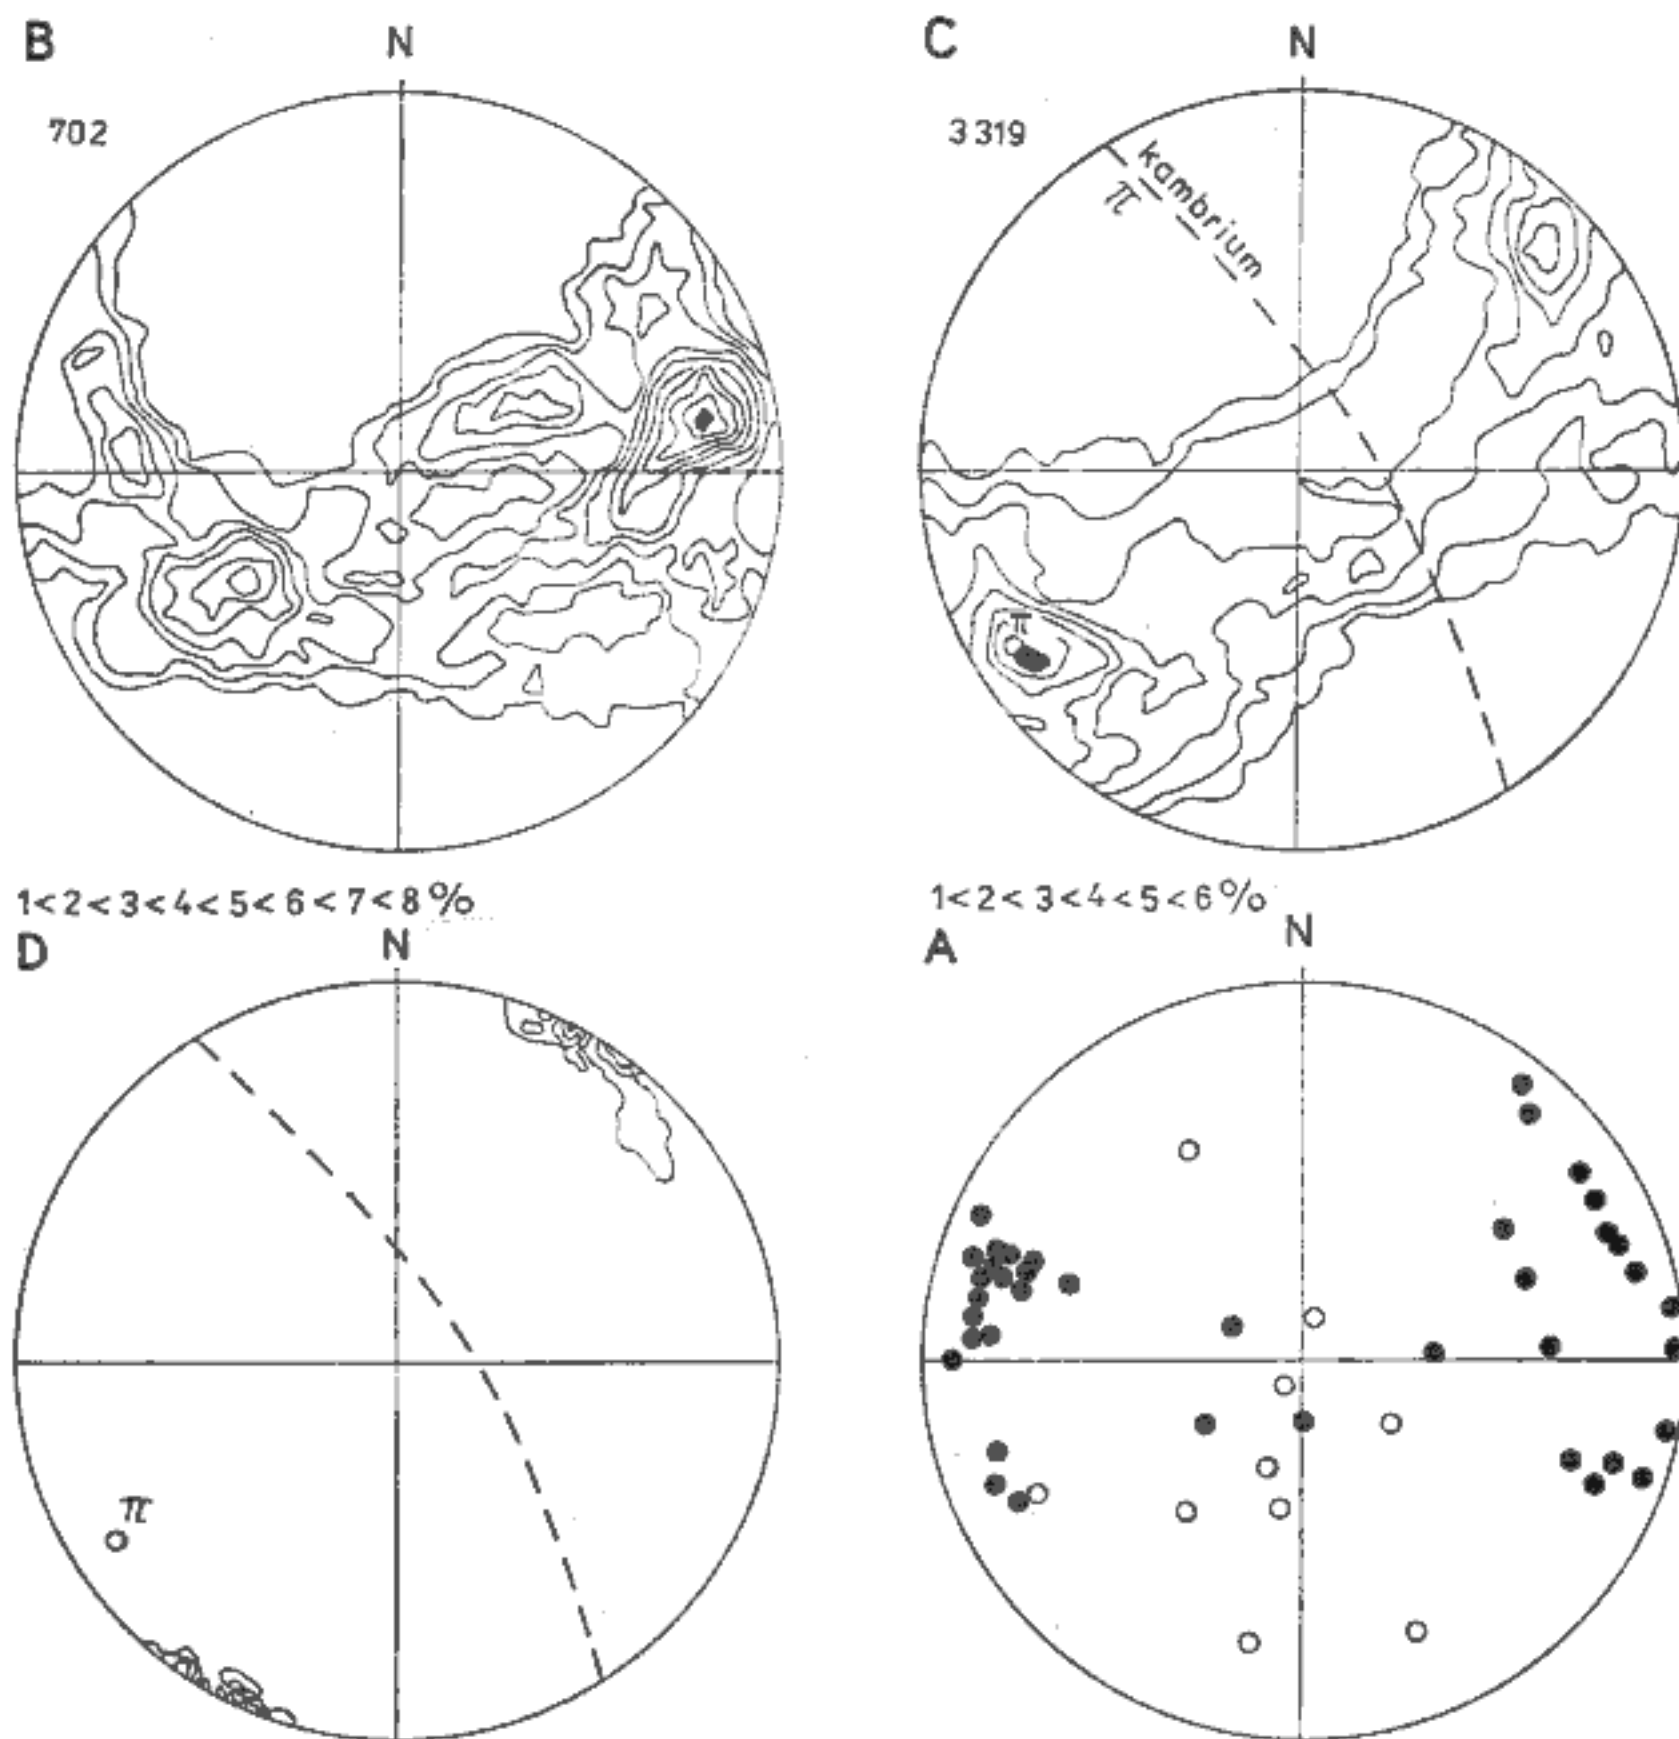 B
N
702
C
N
3319
kambrium
π
π
1<2<3<4<5<6<7<8%
1<2<3<4<5<6%
D
N
π
A
N